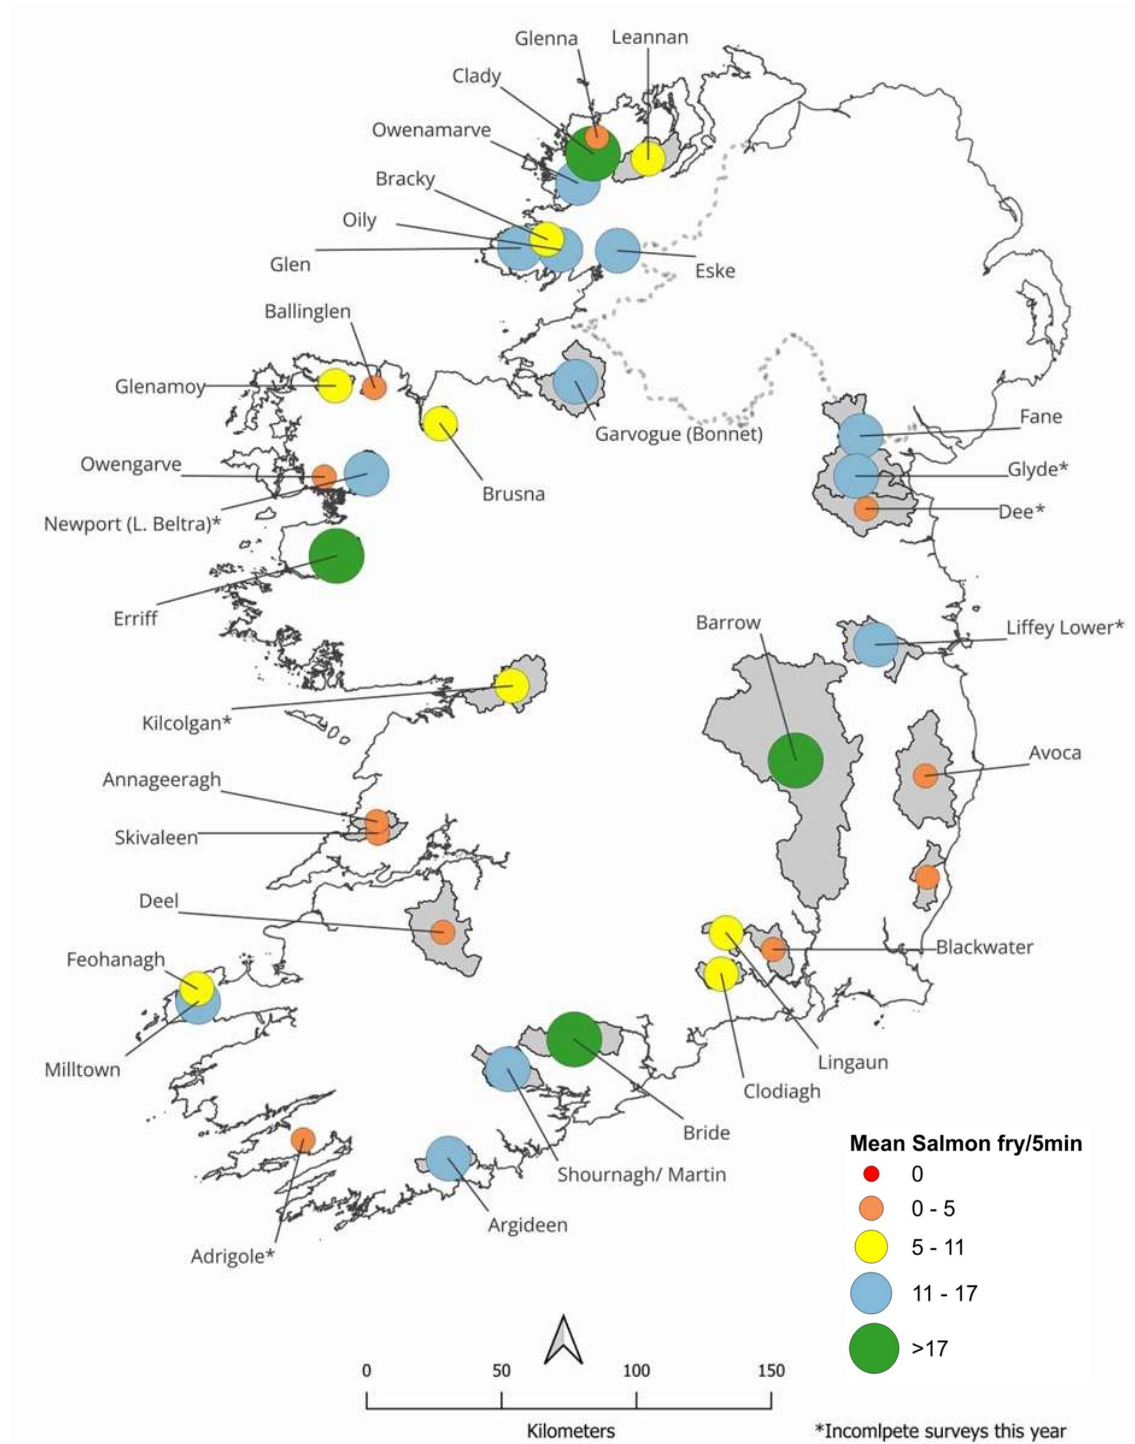 Glenna
Leannan
Clady
Owenamarve
Bracky
Oily
Glen
Eske
Ballinglen
Glenamoy
Garvogue (Bonnet)
Fane
Owengarve
Glyde*
Brusna
Newport (L. Beltra)*
Dee*
Erriff
Barrow
Liffey Lower*
Kilcolgan*
Avoca
Annageeragh
Skivaleen
Deel
Blackwater
Feohanagh
Milltown
Lingaun
Clodiagh
Bride
Shournagh/ Martin
Argideen
Adrigole*
Mean Salmon fry/5min
0
0 - 5
5 - 11
11 - 17
>17
0 50 100 150
Kilometers
*Incomlpete surveys this year